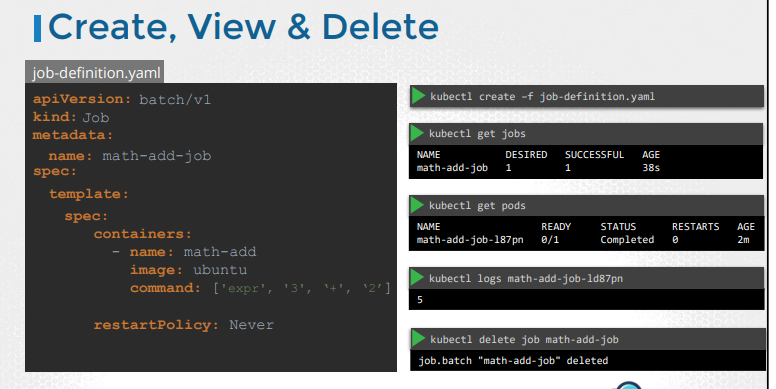 Create, View & Delete
job-definition.yaml
apiVersion: batch/v1
kind: Job
metadata:
name: math-add-job
spec:
template:
spec:
containers:
- name: math-add
image: ubuntu
command: ['expr', '3', ‘+’, ‘2’]
restartPolicy: Never
kubectl create –f job-definition.yaml
kubectl get jobs
NAME DESIRED SUCCESSFUL AGE
math-add-job 1 1 38s
kubectl get pods
NAME READY STATUS RESTARTS AGE
math-add-job-l87pn 0/1 Completed 0 2m
kubectl logs math-add-job-ld87pn
5
kubectl delete job math-add-job
job.batch "math-add-job" deleted